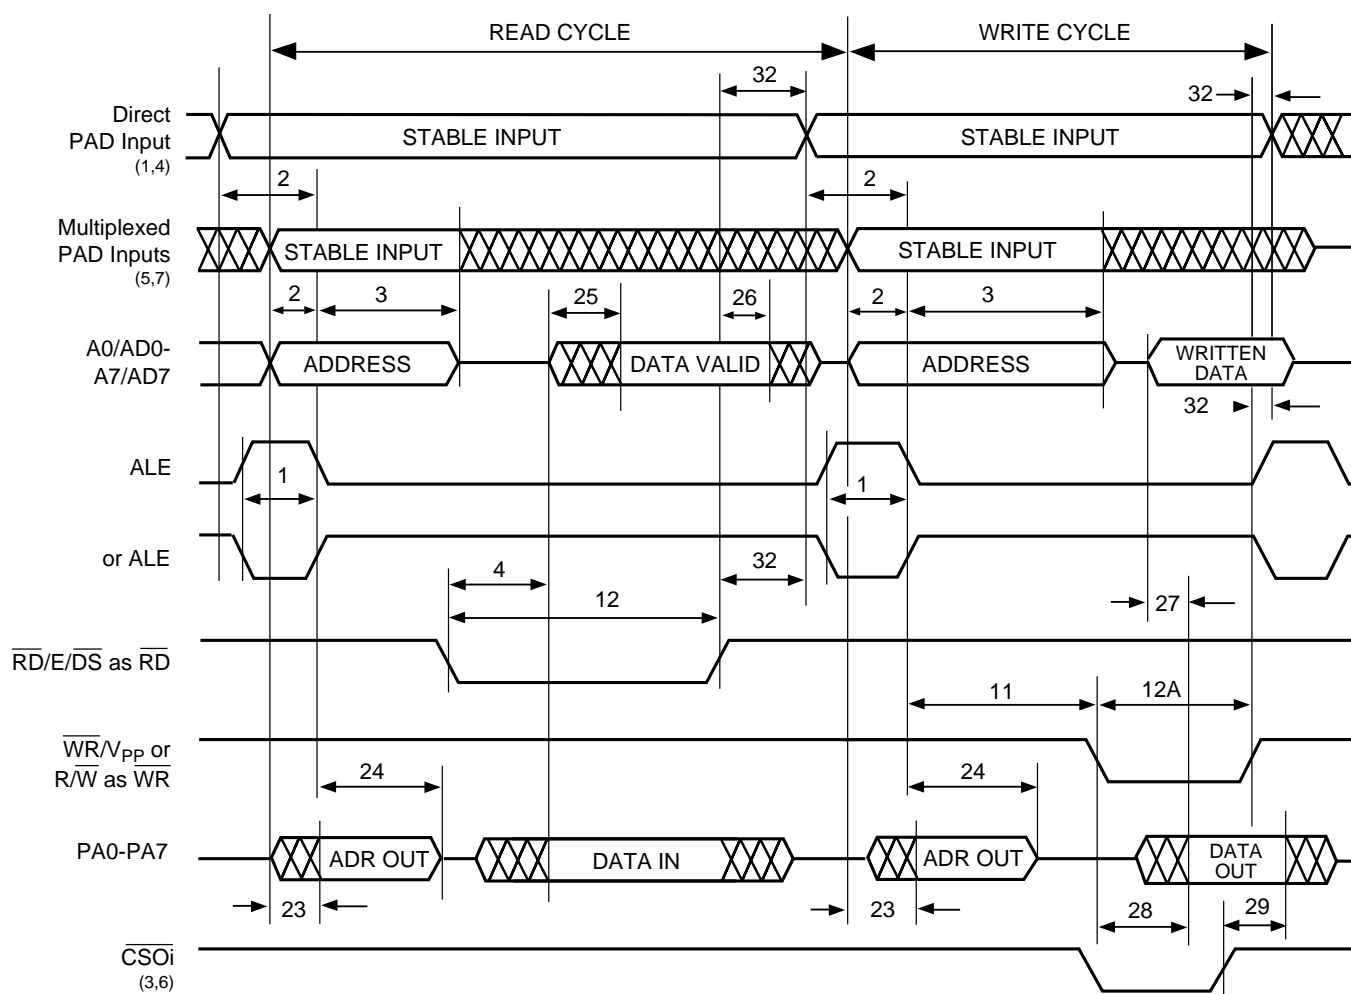 READ CYCLE
WRITE CYCLE
32
32
Direct
PAD Input
(1,4)
STABLE INPUT
STABLE INPUT
2
2
Multiplexed
PAD Inputs
(5,7)
STABLE INPUT
STABLE INPUT
2
3
25
26
2
3
A0/AD0-
A7/AD7
ADDRESS
DATA VALID
ADDRESS
WRITTEN
DATA
32
ALE
1
1
or ALE
4
32
12
27
RD/E/DS as RD
11
12A
WR/VPP or
R/W as WR
24
24
PA0-PA7
ADR OUT
DATA IN
ADR OUT
DATA
OUT
23
23
28
29
CSOi
(3,6)